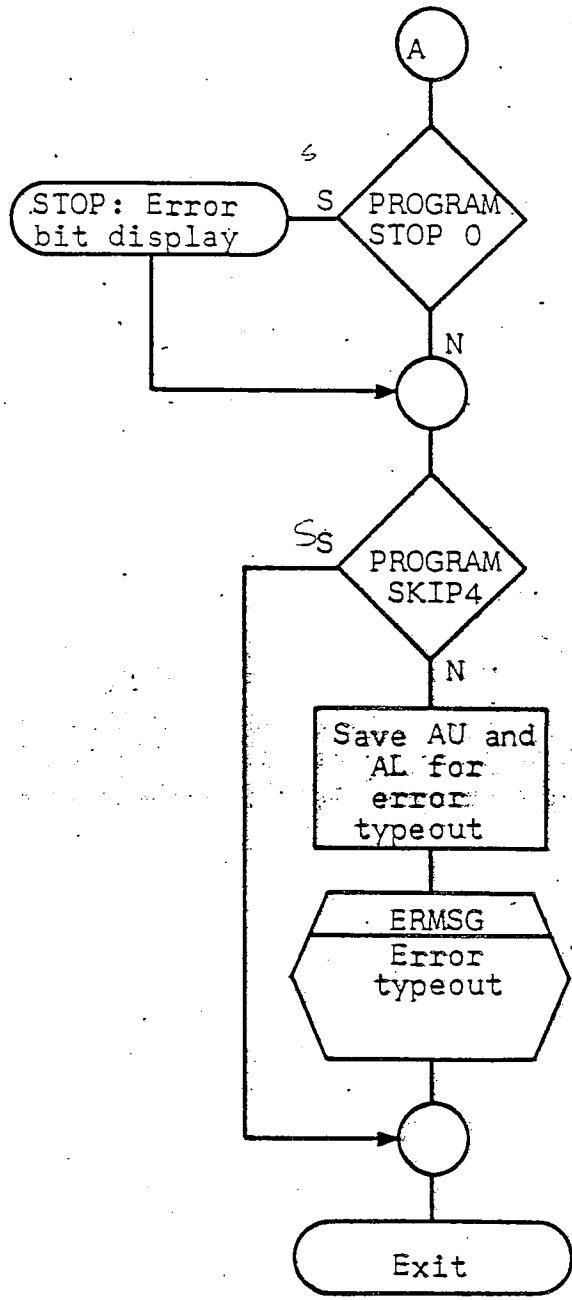 A
s
S
PROGRAM
STOP 0
STOP: Error
bit display
N
Ss
PROGRAM
SKIP4
N
Save AU and
AL for
error
typeout
ERMSG
Error
typeout
Exit